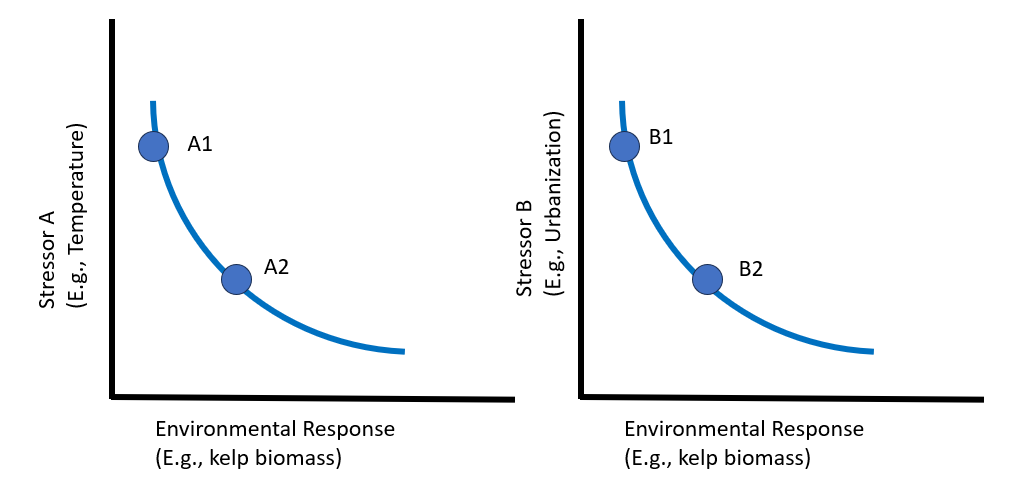 Stressor A
(E.g., Temperature)
A1
A2
Environmental Response
(E.g., kelp biomass)
Stressor B
(E.g., Urbanization)
B1
B2
Environmental Response
(E.g., kelp biomass)